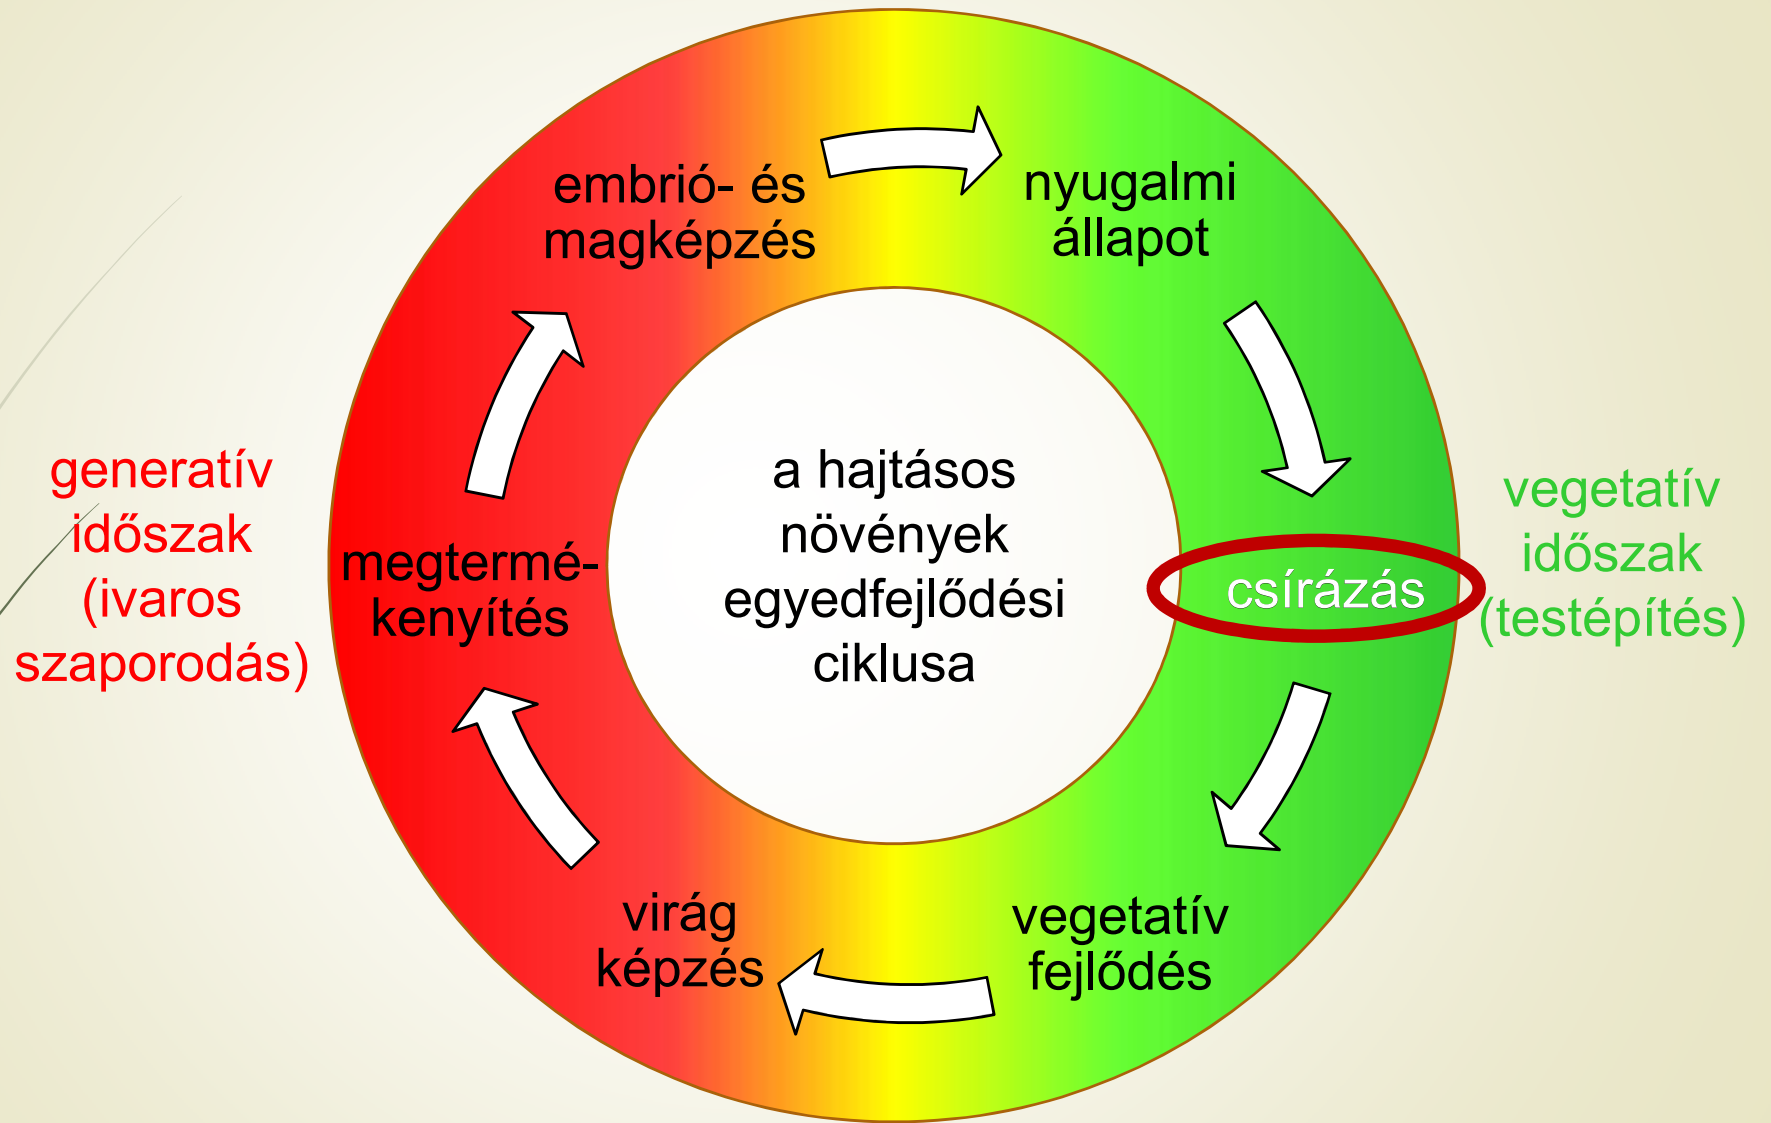 embrió- és
magképzés
nyugalmi
állapot
generatív
időszak
(ivaros
szaporodás)
megtermé-
kenyítés
a hajtásos
növények
egyedfejlődési
ciklusa
csírázás
vegetatív
időszak
(testépítés)
virág
képzés
vegetatív
fejlődés